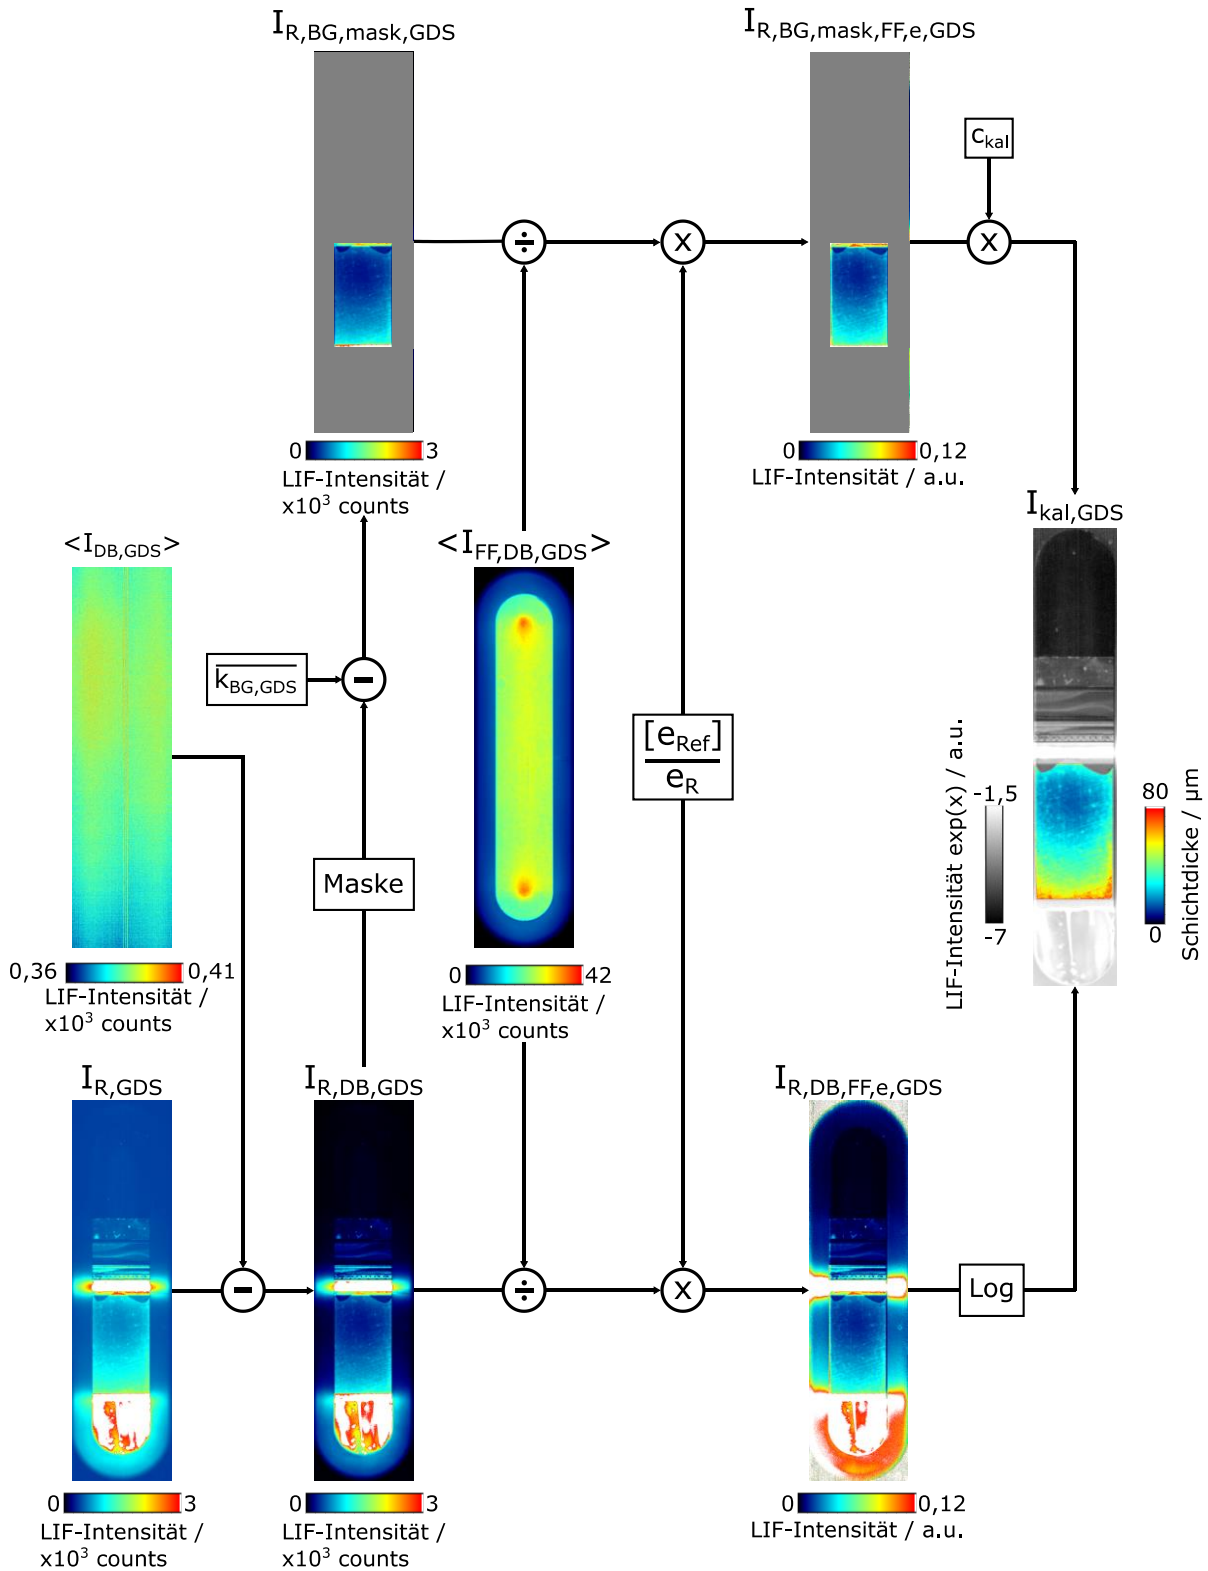 I_R,BG,mask,GDS
I_R,BG,mask,FF,e,GDS
c_kal
÷
x
x
0 3
LIF-Intensität /
x10³ counts
0 0,12
LIF-Intensität / a.u.
<I_DB,GDS>
<I_FF,DB,GDS>
I_kal,GDS
k_BG,GDS
-
[e_Ref]
e_R
Maske
LIF-Intensität exp(x) / a.u.
-1,5
-7
80
0
Schichtdicke / µm
0,36 0,41
LIF-Intensität /
x10³ counts
0 42
LIF-Intensität /
x10³ counts
I_R,GDS
I_R,DB,GDS
I_R,DB,FF,e,GDS
-
÷
x
Log
0 3
LIF-Intensität /
x10³ counts
0 3
LIF-Intensität /
x10³ counts
0 0,12
LIF-Intensität / a.u.